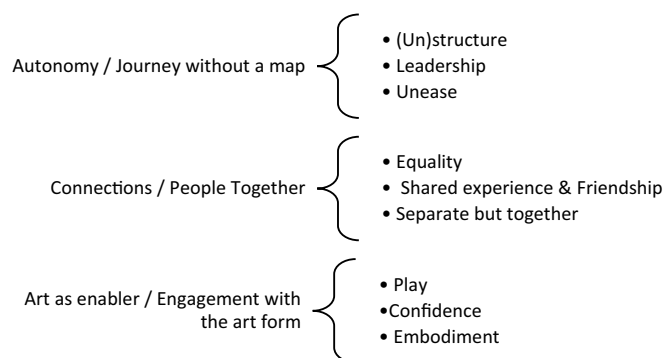 Autonomy / Journey without a map
• (Un)structure
• Leadership
• Unease
Connections / People Together
• Equality
• Shared experience & Friendship
• Separate but together
Art as enabler / Engagement with
the art form
• Play
•Confidence
• Embodiment